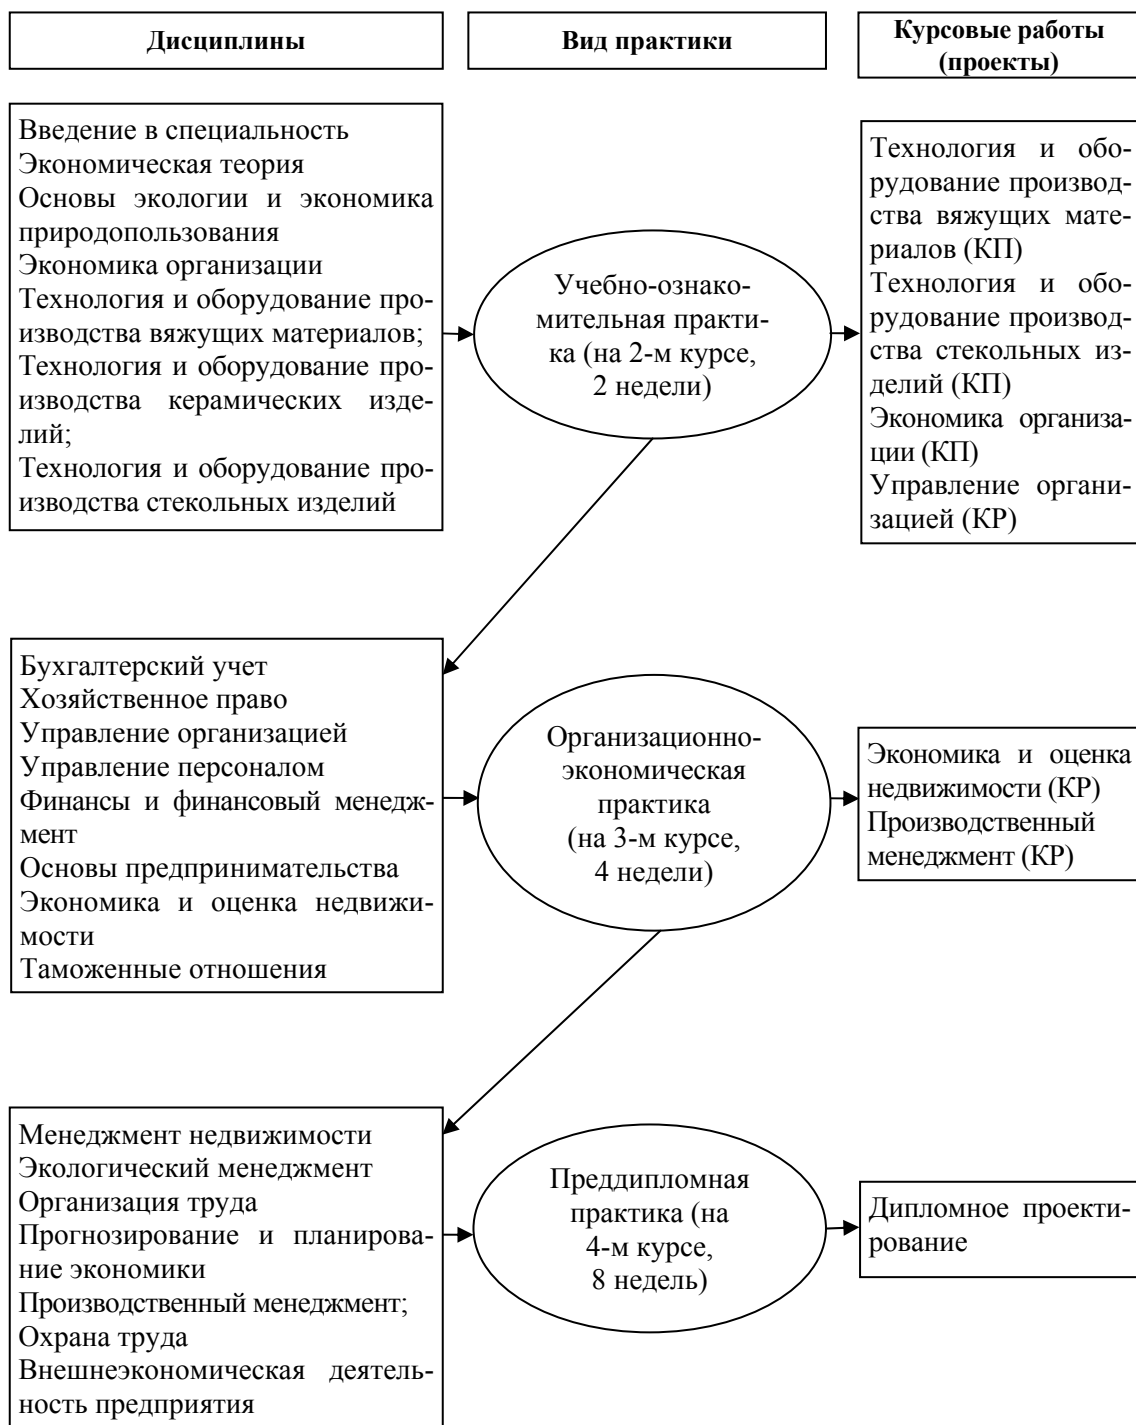 Дисциплины
Вид практики
Курсовые работы
(проекты)
Введение в специальность
Экономическая теория
Основы экологии и экономика
природопользования
Экономика организации
Технология и оборудование про-
изводства вяжущих материалов;
Технология и оборудование про-
изводства керамических изде-
лий;
Технология и оборудование про-
изводства стекольных изделий
Учебно-ознако-
мительная практи-
ка (на 2-м курсе,
2 недели)
Технология и обо-
рудование производ-
ства вяжущих мате-
риалов (КП)
Технология и обо-
рудование производ-
ства стекольных из-
делий (КП)
Экономика организа-
ции (КП)
Управление органи-
зацией (КР)
Бухгалтерский учет
Хозяйственное право
Управление организацией
Управление персоналом
Финансы и финансовый менедж-
мент
Основы предпринимательства
Экономика и оценка недвижи-
мости
Таможенные отношения
Организационно-
экономическая
практика
(на 3-м курсе,
4 недели)
Экономика и оценка
недвижимости (КР)
Производственный
менеджмент (КР)
Менеджмент недвижимости
Экологический менеджмент
Организация труда
Прогнозирование и планирова-
ние экономики
Производственный менеджмент;
Охрана труда
Внешнеэкономическая деятель-
ность предприятия
Преддипломная
практика (на
4-м курсе,
8 недель)
Дипломное проекти-
рование